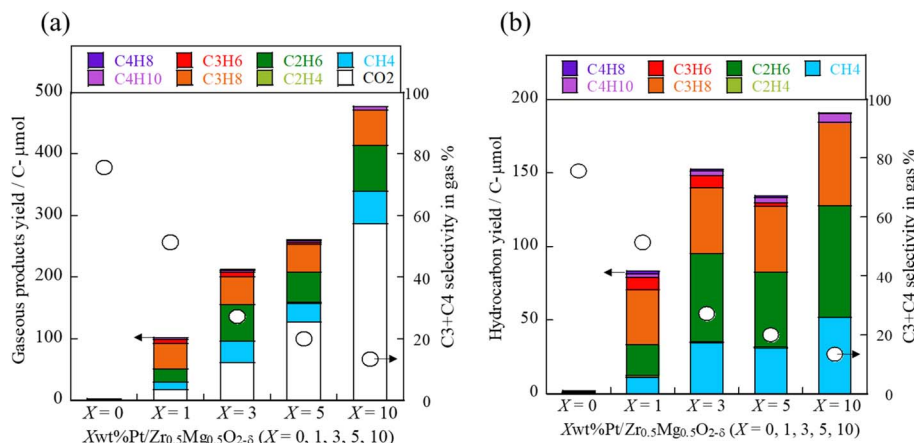 (a)
C4H8 C3H6 C2H6 CH4
C4H10 C3H8 C2H4 CO2
500
400
300
200
100
0
Gaseous products yield / C- μmol
100
80
60
40
20
0
C3+C4 selectivity in gas %
X = 0 X = 1 X = 3 X = 5 X = 10
Xwt%Pt/Zr0.5Mg0.5O2-δ (X = 0, 1, 3, 5, 10)
(b)
C4H8 C3H6 C2H6 CH4
C4H10 C3H8 C2H4
200
150
100
50
0
Hydrocarbon yield / C- μmol
100
80
60
40
20
0
C3+C4 selectivity in gas %
X = 0 X = 1 X = 3 X = 5 X = 10
Xwt%Pt/Zr0.5Mg0.5O2-δ (X = 0, 1, 3, 5, 10)